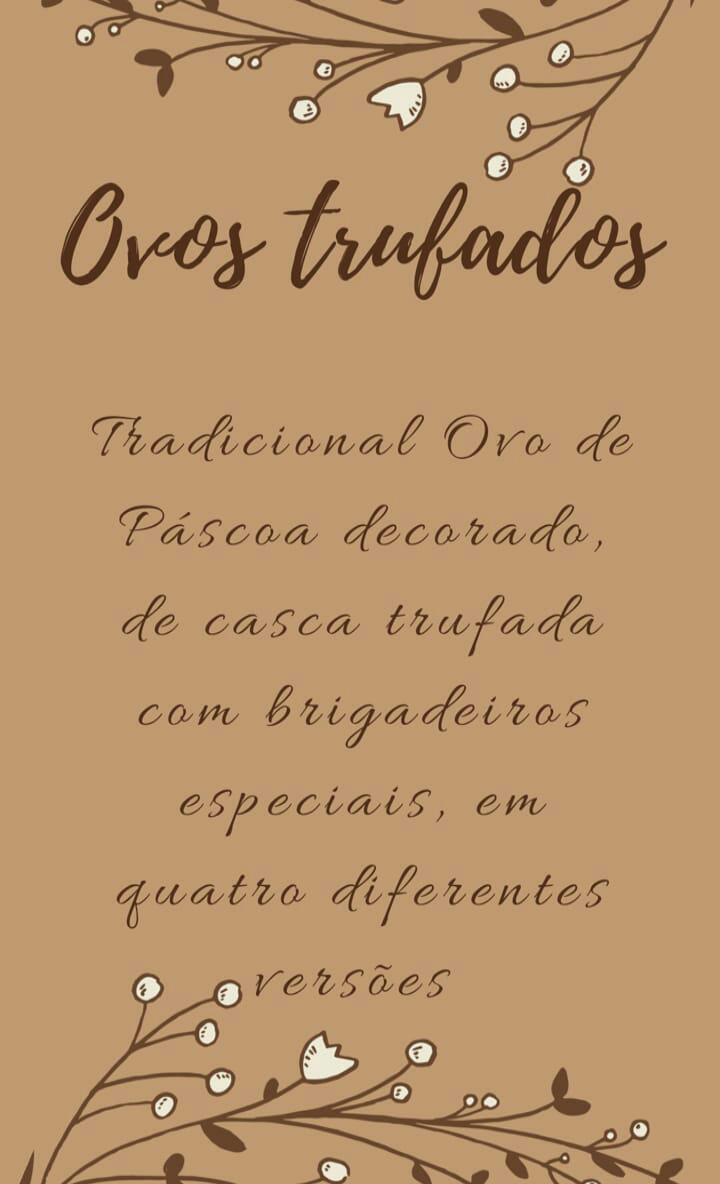 Ovos trufados
Tradicional Ovo de
Páscoa decorado,
de casca trufada
com brigadeiros
especiais, em
quatro diferentes
versões